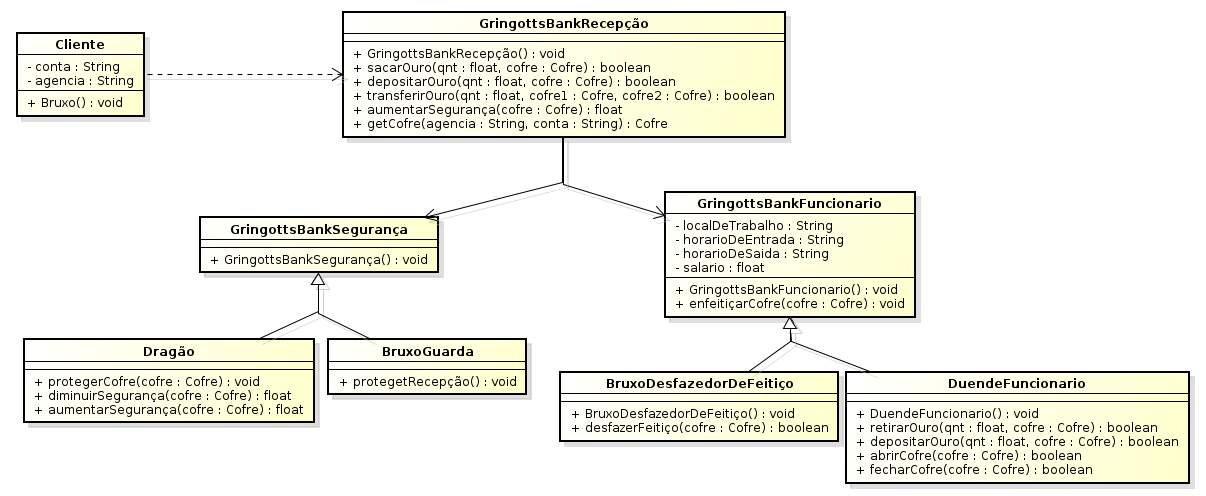 Cliente
- conta : String
- agencia : String
+ Bruxo() : void
GringottsBankRecepção
+ GringottsBankRecepção() : void
+ sacarOuro(qnt : float, cofre : Cofre) : boolean
+ depositarOuro(qnt : float, cofre : Cofre) : boolean
+ transferirOuro(qnt : float, cofre1 : Cofre, cofre2 : Cofre) : boolean
+ aumentarSegurança(cofre : Cofre) : float
+ getCofre(agencia : String, conta : String) : Cofre
GringottsBankSegurança
+ GringottsBankSegurança() : void
GringottsBankFuncionario
- localDeTrabalho : String
- horarioDeEntrada : String
- horarioDeSaida : String
- salario : float
+ GringottsBankFuncionario() : void
+ enfeitiçarCofre(cofre : Cofre) : void
Dragão
+ protegerCofre(cofre : Cofre) : void
+ diminuirSegurança(cofre : Cofre) : float
+ aumentarSegurança(cofre : Cofre) : float
BruxoGuarda
+ protegetRecepção() : void
BruxoDesfazedorDeFeitiço
+ BruxoDesfazedorDeFeitiço() : void
+ desfazerFeitiço(cofre : Cofre) : boolean
DuendeFuncionario
+ DuendeFuncionario() : void
+ retirarOuro(qnt : float, cofre : Cofre) : boolean
+ depositarOuro(qnt : float, cofre : Cofre) : boolean
+ abrirCofre(cofre : Cofre) : boolean
+ fecharCofre(cofre : Cofre) : boolean